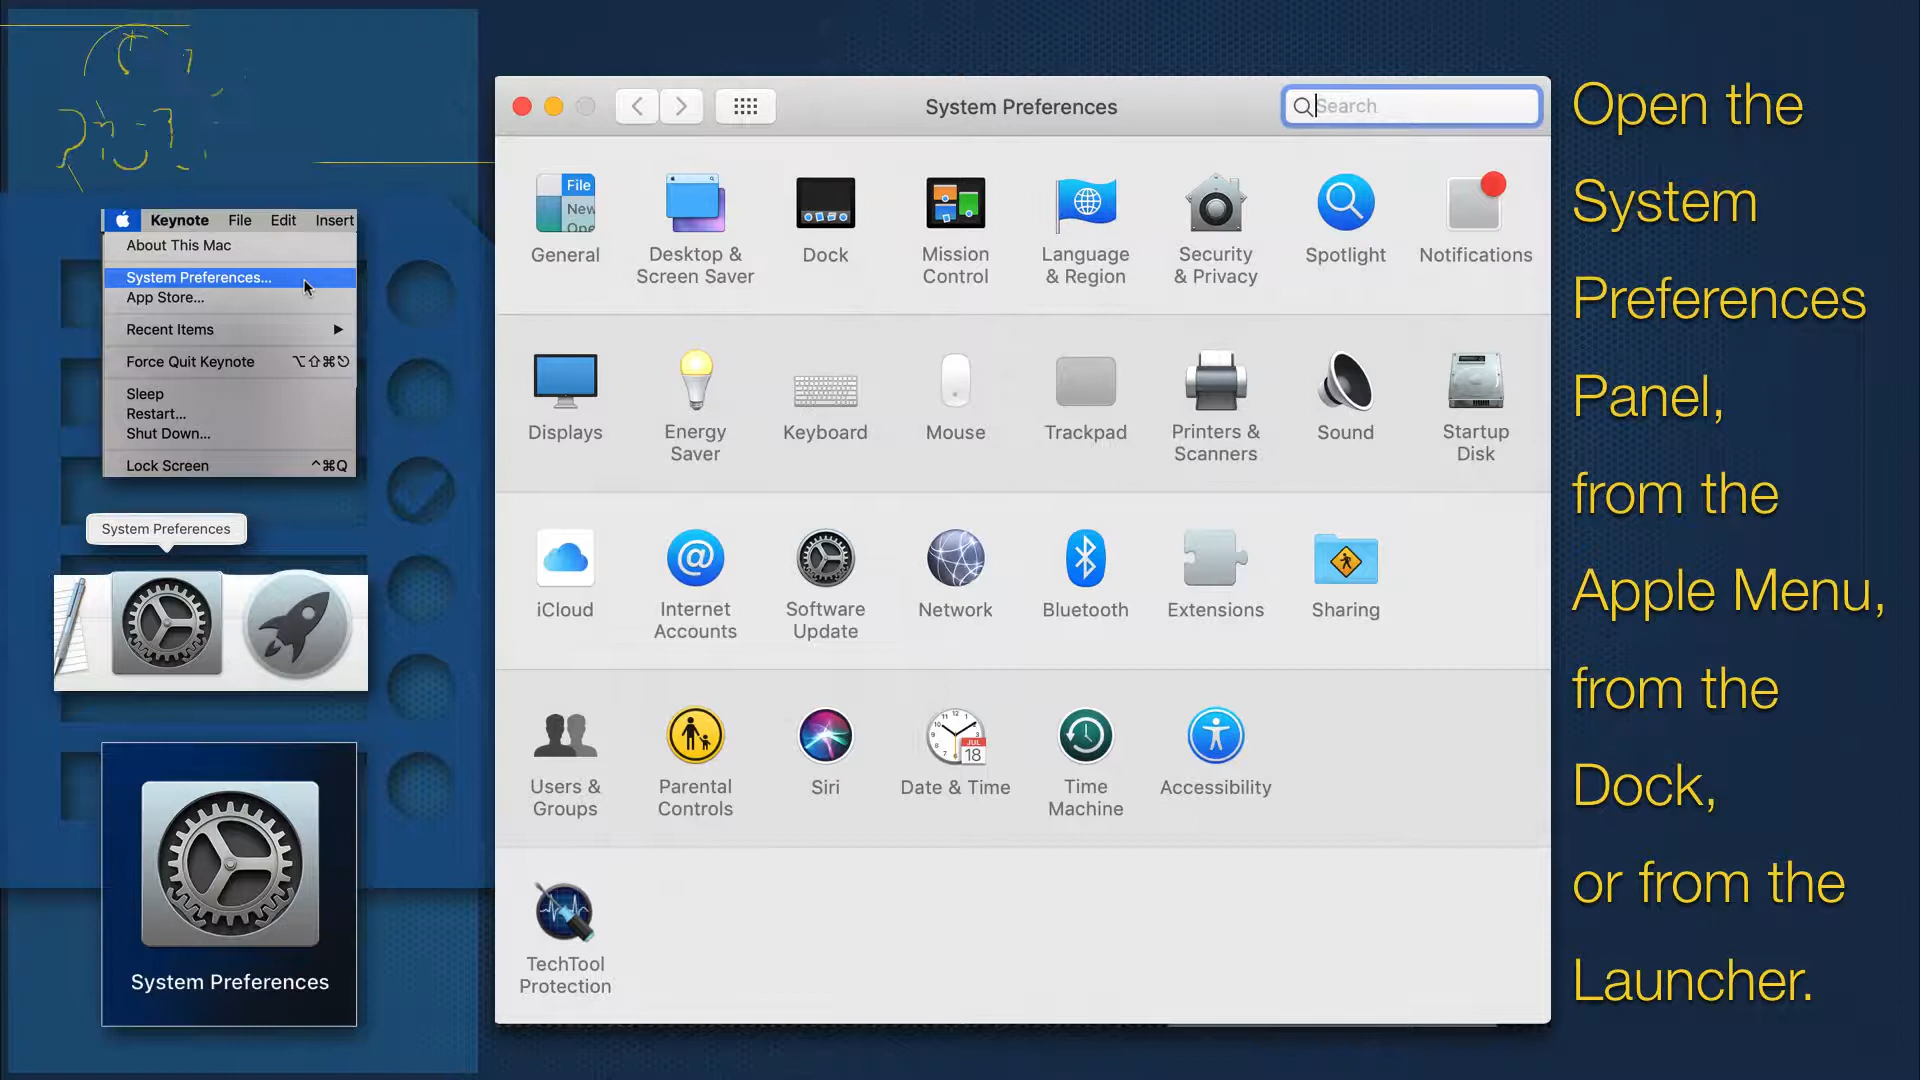 Keynote File Edit Insert
About This Mac
System Preferences...
App Store...
Recent Items
Force Quit Keynote ⌥⇧⌘⎋
Sleep
Restart...
Shut Down...
Lock Screen ^⌘Q
System Preferences
System Preferences
System Preferences
Search
File
New
General
Desktop &
Screen Saver
Dock
Mission
Control
Language
& Region
Security
& Privacy
Spotlight
Notifications
Displays
Energy
Saver
Keyboard
Mouse
Trackpad
Printers &
Scanners
Sound
Startup
Disk
iCloud
Internet
Accounts
Software
Update
Network
Bluetooth
Extensions
Sharing
Users &
Groups
Parental
Controls
Siri
JUL
18
Date & Time
Time
Machine
Accessibility
TechTool
Protection
Open the
System
Preferences
Panel,
from the
Apple Menu,
from the
Dock,
or from the
Launcher.